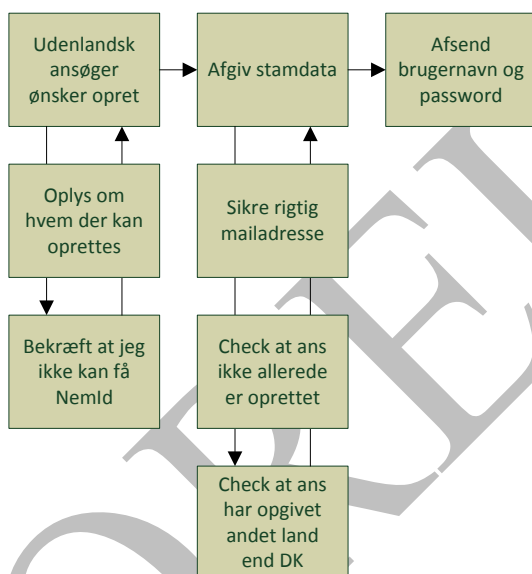 Udenlandsk
ansøger
ønsker opret
Afgiv stamdata
Afsend
brugernavn og
password
Oplys om
hvem der kan
oprettes
Sikre rigtig
mailadresse
Bekræft at jeg
ikke kan få
NemId
Check at ans
ikke allerede
er oprettet
Check at ans
har opgivet
andet land
end DK